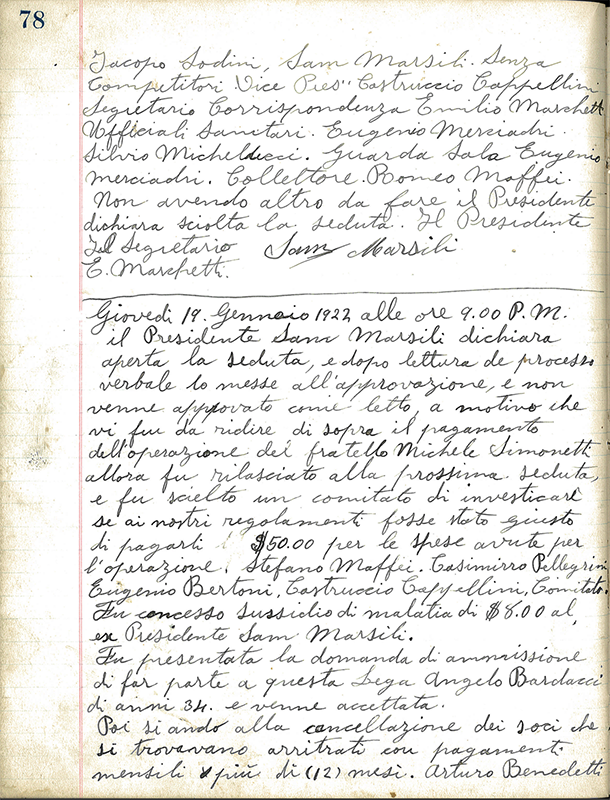 78
Jacopo Sodini, Sam Marsili. Senza
Competitori Vice Pres" Castruccio Cappellini
Segretario Corrispondenza Emilio Marchett
Ufficiali Sanitari. Eugenio Merciadri.
Silvio Michelucci. Guarda Sala Eugenio
merciadri. Collettore. Romeo Maffei.
Non avendo altro da fare il Presidente
dichiara sciolta la seduta. Il Presidente
Il Segretario Sam Marsili
E. Marchetti.
Giovedi 19. Gennaio 1922 alle ore 9.00 P.M.
il Presidente Sam Marsili dichiara
aperta la seduta, e dopo lettura de processo
verbale lo messe all'approvazione, e non
venne approvato come letto, a motivo che
vi fu da ridire di sopra il pagamento
dell'operazione del fratello Michele Simonetti
allora fu rilasciato alla prossima seduta,
e fu scielto un comitato di investicare
se ai nostri regolamenti fosse stato giusto
di pagarli $50.00 per le spese avute per
l'operazione. Stefano Maffei. Casimirro Pellegrini
Eugenio Bertoni, Castruccio Cappellini, Comitato.
Fu concesso sussidio di malatia di $8.00 al
ex Presidente Sam Marsili.
Fu presentata la domanda di ammissione
di far parte a questa Lega Angelo Bardacci
di anni 34. e venne accettata.
Poi si ando alla cancellazione dei soci che
si trovavano arritrati con pagamenti
mensili più di (12) mesi. Arturo Benedetti